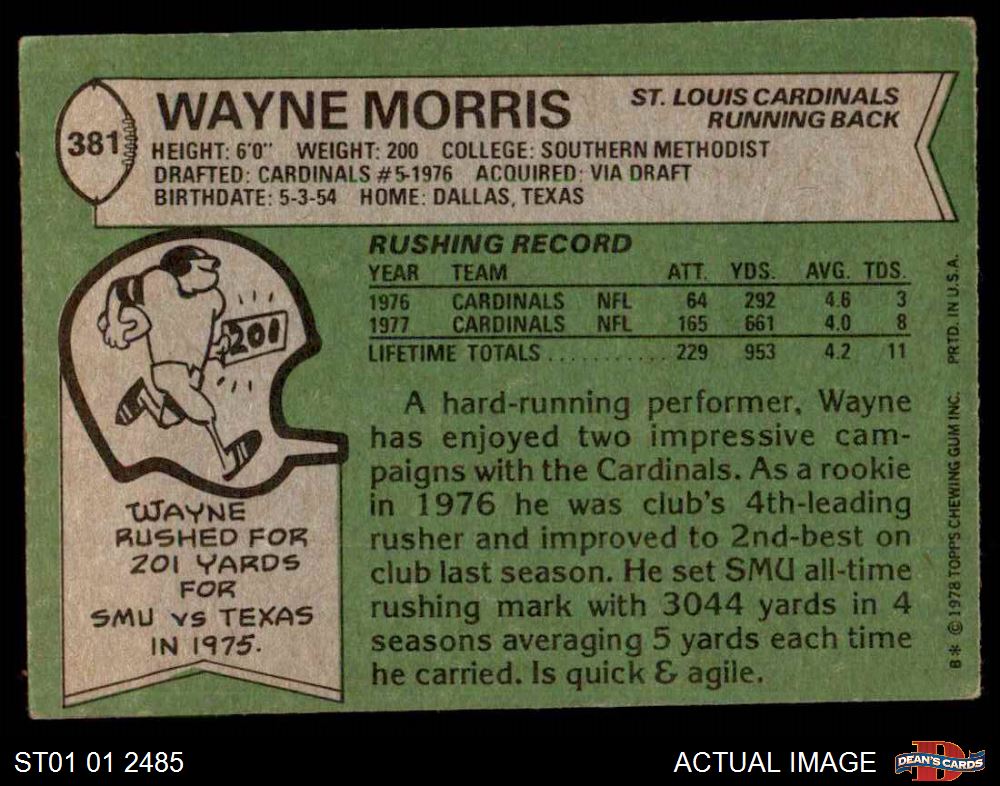 381
WAYNE MORRIS
ST. LOUIS CARDINALS
RUNNING BACK
HEIGHT: 6'0" WEIGHT: 200 COLLEGE: SOUTHERN METHODIST
DRAFTED: CARDINALS #5-1976 ACQUIRED: VIA DRAFT
BIRTHDATE: 5-3-54 HOME: DALLAS, TEXAS
201
WAYNE
RUSHED FOR
201 YARDS
FOR
SMU VS TEXAS
IN 1975.
RUSHING RECORD
YEAR TEAM ATT. YDS. AVG. TDS.
1976 CARDINALS NFL 64 292 4.6 3
1977 CARDINALS NFL 165 661 4.0 8
LIFETIME TOTALS........... 229 953 4.2 11
A hard-running performer, Wayne
has enjoyed two impressive cam-
paigns with the Cardinals. As a rookie
in 1976 he was club's 4th-leading
rusher and improved to 2nd-best on
club last season. He set SMU all-time
rushing mark with 3044 yards in 4
seasons averaging 5 yards each time
he carried. Is quick & agile.
B* © 1978 TOPPS CHEWING GUM INC. PRTD. IN U.S.A.
ST01 01 2485
ACTUAL IMAGE
D
DEAN'S CARDS